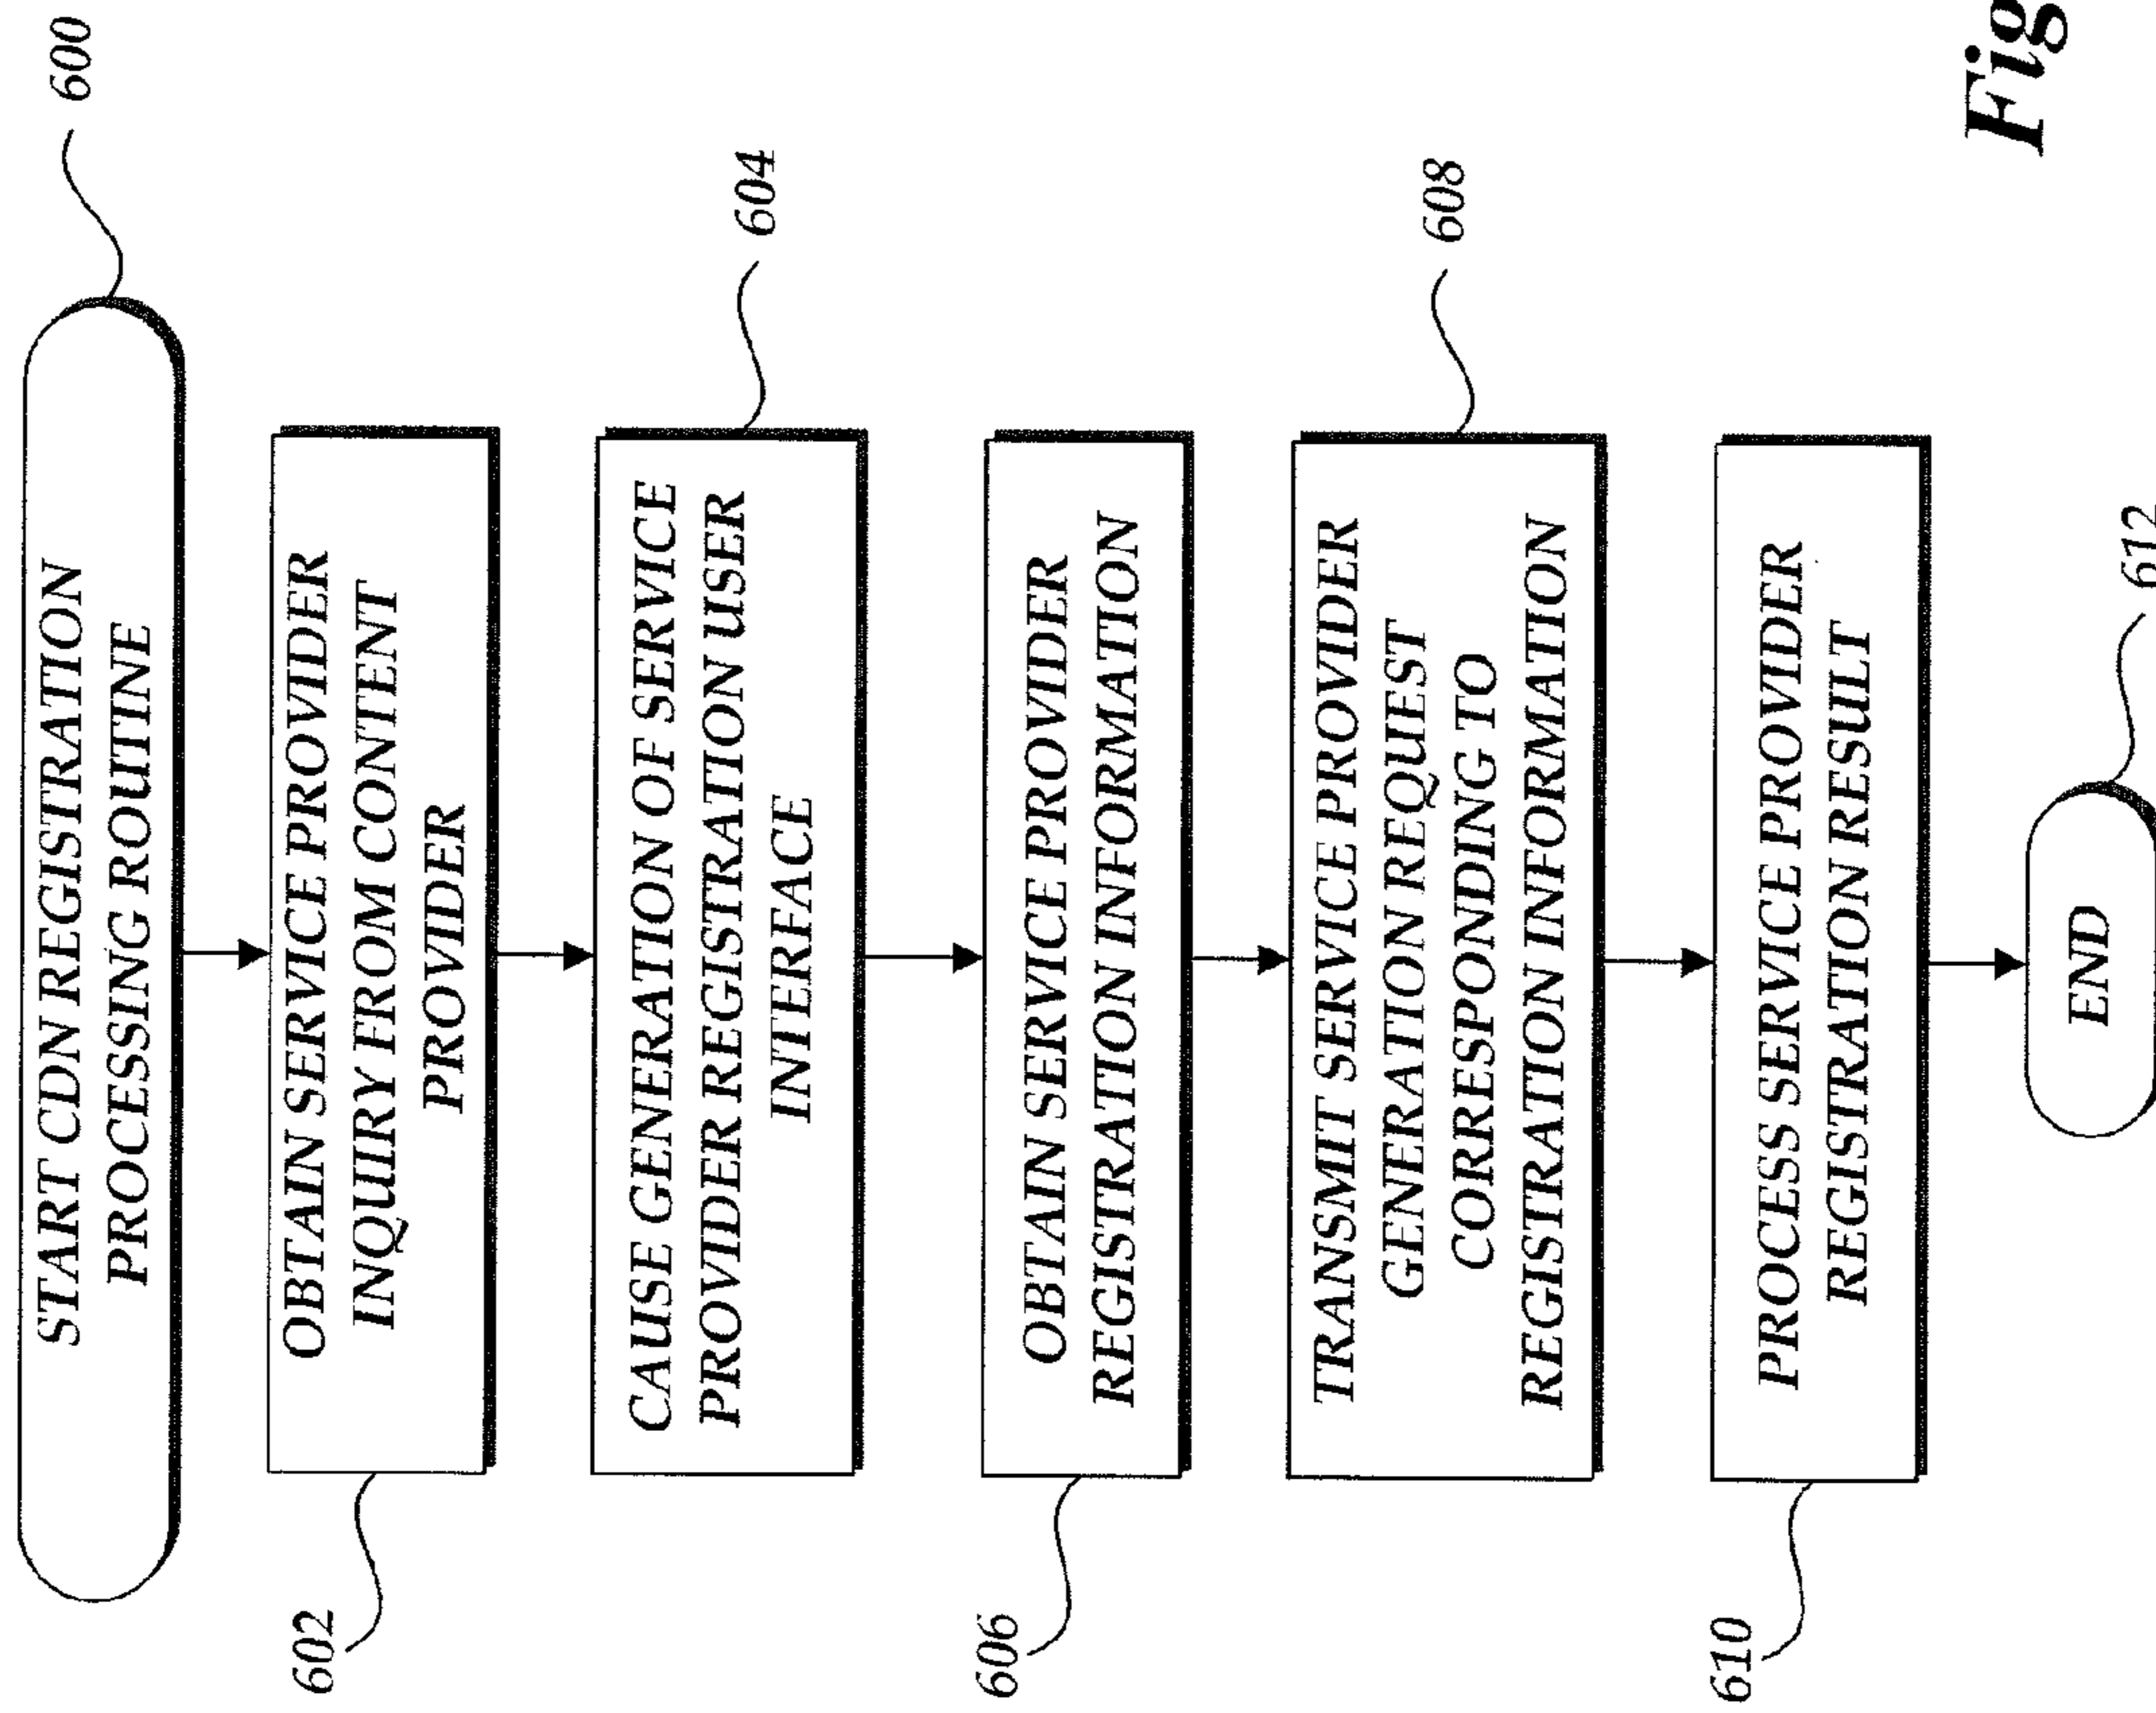 600
START CDN REGISTRATION
PROCESSING ROUTINE
602
OBTAIN SERVICE PROVIDER
INQUIRY FROM CONTENT
PROVIDER
604
CAUSE GENERATION OF SERVICE
PROVIDER REGISTRATION USER
INTERFACE
606
OBTAIN SERVICE PROVIDER
REGISTRATION INFORMATION
608
TRANSMIT SERVICE PROVIDER
GENERATION REQUEST
CORRESPONDING TO
REGISTRATION INFORMATION
610
PROCESS SERVICE PROVIDER
REGISTRATION RESULT
612
END
Fig